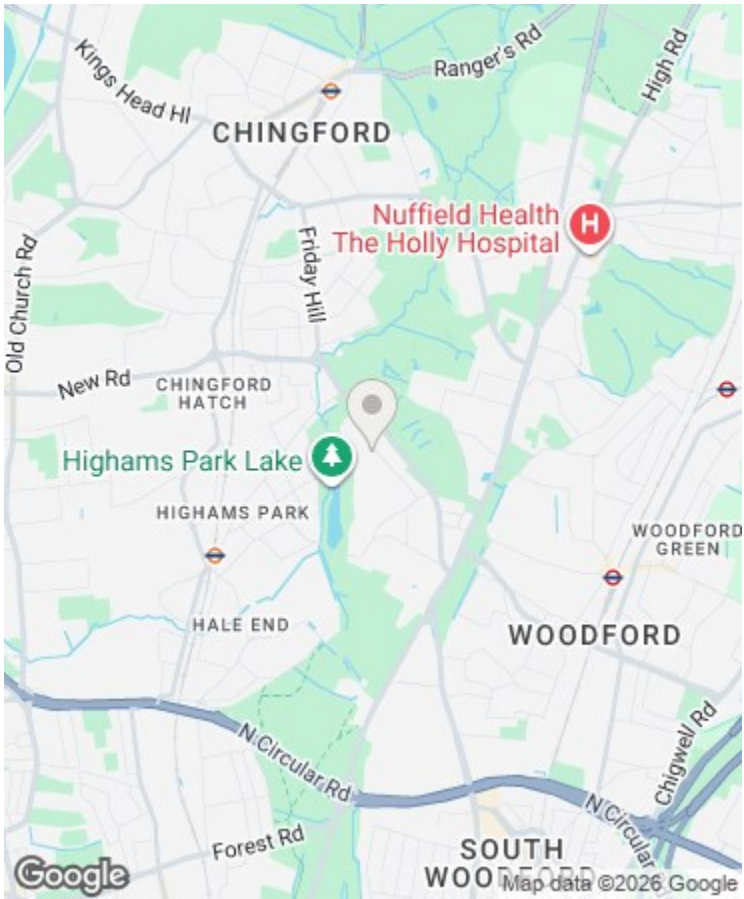 Kings Head Hl
Ranger's Rd
High Rd
CHINGFORD
Nuffield Health
The Holly Hospital
H
Friday Hill
Old Church Rd
New Rd
CHINGFORD
HATCH
Highams Park Lake
HIGHAMS PARK
WOODFORD
GREEN
HALE END
WOODFORD
N Circular Rd
Chigwell Rd
N Circular
Forest Rd
SOUTH
WOODFORD
Google
Map data ©2026 Google